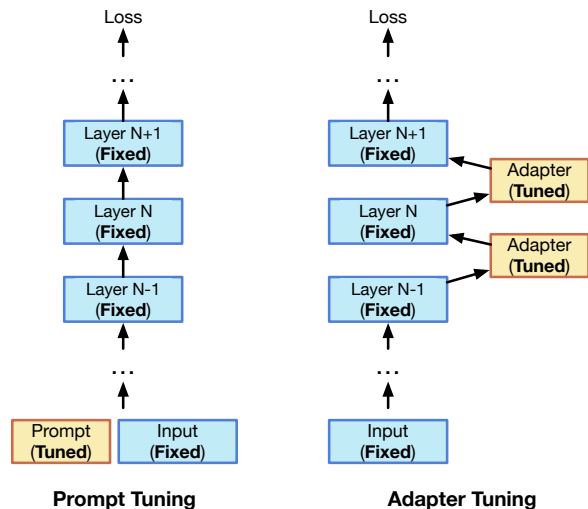 Loss
...
Layer N+1
(Fixed)
Layer N
(Fixed)
Layer N-1
(Fixed)
...
Prompt
(Tuned)
Input
(Fixed)
Prompt Tuning
Loss
...
Layer N+1
(Fixed)
Adapter
(Tuned)
Layer N
(Fixed)
Adapter
(Tuned)
Layer N-1
(Fixed)
...
Input
(Fixed)
Adapter Tuning